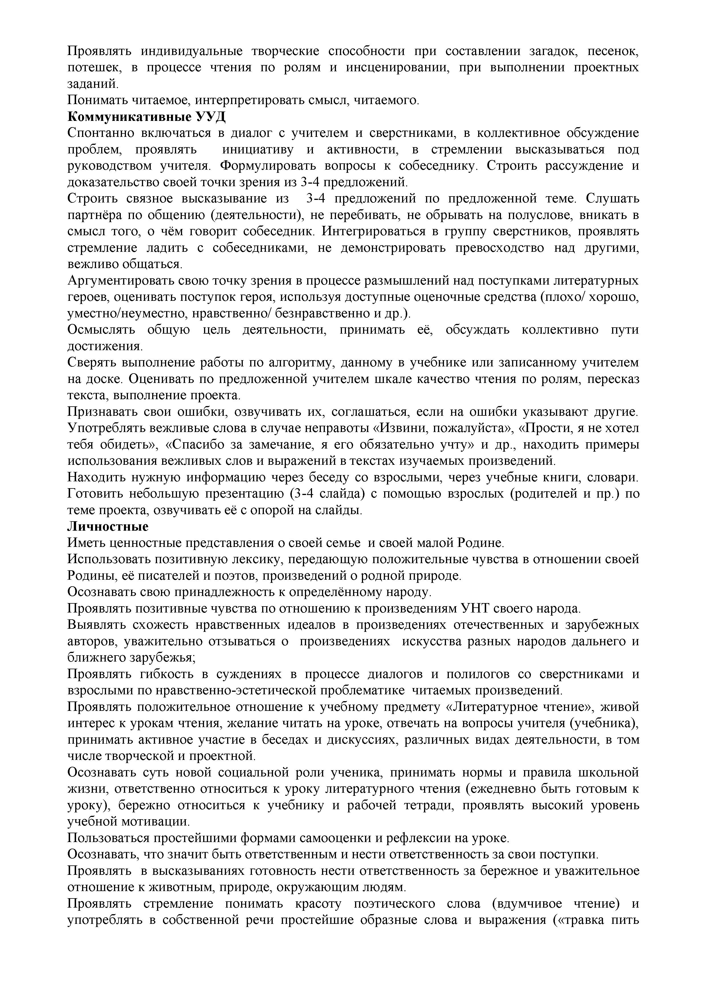 Проявлять индивидуальные творческие способности при составлении загадок, песенок,
потешек, в процессе чтения по ролям и инсценировании, при выполнении проектных
заданий.
Понимать читаемое, интерпретировать смысл, читаемого.
Коммуникативные УУД
Спонтанно включаться в диалог с учителем и сверстниками, в коллективное обсуждение
проблем, проявлять инициативу и активности, в стремлении высказываться под
руководством учителя. Формулировать вопросы к собеседнику. Строить рассуждение и
доказательство своей точки зрения из 3-4 предложений.
Строить связное высказывание из 3-4 предложений по предложенной теме. Слушать
партнёра по общению (деятельности), не перебивать, не обрывать на полуслове, вникать в
смысл того, о чём говорит собеседник. Интегрироваться в группу сверстников, проявлять
стремление ладить с собеседниками, не демонстрировать превосходство над другими,
вежливо общаться.
Аргументировать свою точку зрения в процессе размышлений над поступками литературных
героев, оценивать поступок героя, используя доступные оценочные средства (плохо/ хорошо,
уместно/неуместно, нравственно/ безнравственно и др.).
Осмыслять общую цель деятельности, принимать её, обсуждать коллективно пути
достижения.
Сверять выполнение работы по алгоритму, данному в учебнике или записанному учителем
на доске. Оценивать по предложенной учителем шкале качество чтения по ролям, пересказ
текста, выполнение проекта.
Признавать свои ошибки, озвучивать их, соглашаться, если на ошибки указывают другие.
Употреблять вежливые слова в случае неправоты «Извини, пожалуйста», «Прости, я не хотел
тебя обидеть», «Спасибо за замечание, я его обязательно учту» и др., находить примеры
использования вежливых слов и выражений в текстах изучаемых произведений.
Находить нужную информацию через беседу со взрослыми, через учебные книги, словари.
Готовить небольшую презентацию (3-4 слайда) с помощью взрослых (родителей и пр.) по
теме проекта, озвучивать её с опорой на слайды.
Личностные
Иметь ценностные представления о своей семье и своей малой Родине.
Использовать позитивную лексику, передающую положительные чувства в отношении своей
Родины, её писателей и поэтов, произведений о родной природе.
Осознавать свою принадлежность к определённому народу.
Проявлять позитивные чувства по отношению к произведениям УНТ своего народа.
Выявлять схожесть нравственных идеалов в произведениях отечественных и зарубежных
авторов, уважительно отзываться о произведениях искусства разных народов дальнего и
ближнего зарубежья;
Проявлять гибкость в суждениях в процессе диалогов и полилогов со сверстниками и
взрослыми по нравственно-эстетической проблематике читаемых произведений.
Проявлять положительное отношение к учебному предмету «Литературное чтение», живой
интерес к урокам чтения, желание читать на уроке, отвечать на вопросы учителя (учебника),
принимать активное участие в беседах и дискуссиях, различных видах деятельности, в том
числе творческой и проектной.
Осознавать суть новой социальной роли ученика, принимать нормы и правила школьной
жизни, ответственно относиться к уроку литературного чтения (ежедневно быть готовым к
уроку), бережно относиться к учебнику и рабочей тетради, проявлять высокий уровень
учебной мотивации.
Пользоваться простейшими формами самооценки и рефлексии на уроке.
Осознавать, что значит быть ответственным и нести ответственность за свои поступки.
Проявлять в высказываниях готовность нести ответственность за бережное и уважительное
отношение к животным, природе, окружающим людям.
Проявлять стремление понимать красоту поэтического слова (вдумчивое чтение) и
употреблять в собственной речи простейшие образные слова и выражения («травка пить